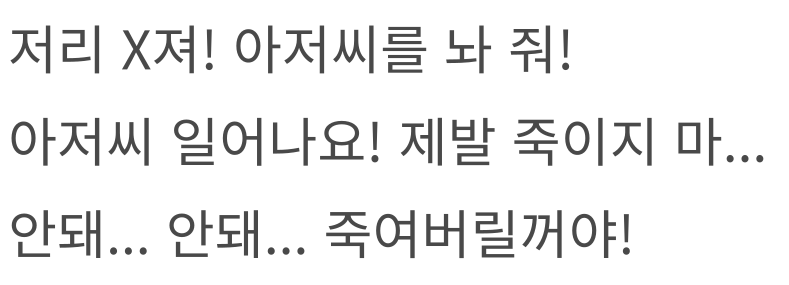 저리 X져! 아저씨를 놔 줘!
아저씨 일어나요! 제발 죽이지 마...
안돼... 안돼... 죽여버릴꺼야!